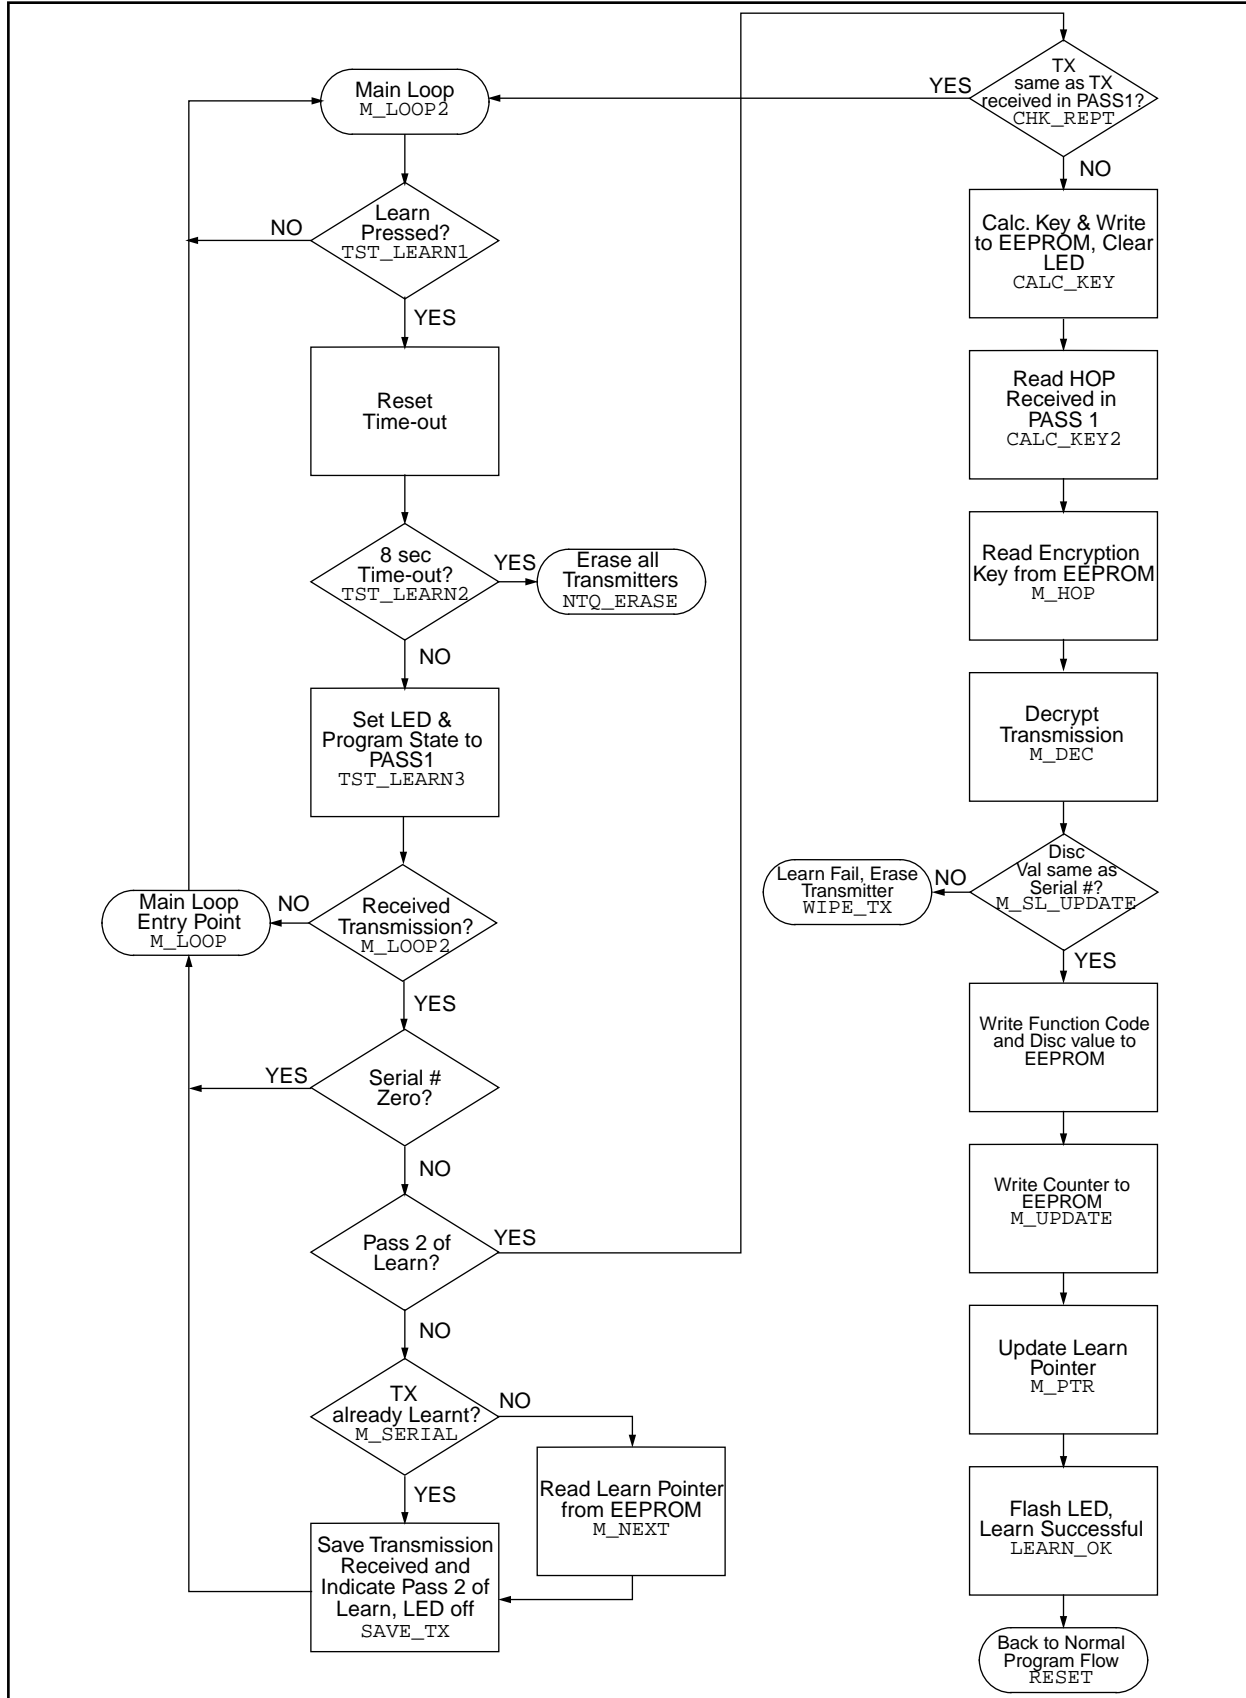 Main Loop
M_LOOP2
Learn
Pressed?
TST_LEARN1
NO
YES
Reset
Time-out
8 sec
Time-out?
TST_LEARN2
YES
Erase all
Transmitters
NTQ_ERASE
NO
Set LED &
Program State to
PASS1
TST_LEARN3
Received
Transmission?
M_LOOP2
NO
Main Loop
Entry Point
M_LOOP
YES
Serial #
Zero?
YES
NO
Pass 2 of
Learn?
YES
NO
TX
already Learnt?
M_SERIAL
NO
Read Learn Pointer
from EEPROM
M_NEXT
YES
Save Transmission
Received and
Indicate Pass 2 of
Learn, LED off
SAVE_TX
TX
same as TX
received in PASS1?
CHK_REPT
YES
NO
Calc. Key & Write
to EEPROM, Clear
LED
CALC_KEY
Read HOP
Received in
PASS 1
CALC_KEY2
Read Encryption
Key from EEPROM
M_HOP
Decrypt
Transmission
M_DEC
Disc
Val same as
Serial #?
M_SL_UPDATE
NO
Learn Fail, Erase
Transmitter
WIPE_TX
YES
Write Function Code
and Disc value to
EEPROM
Write Counter to
EEPROM
M_UPDATE
Update Learn
Pointer
M_PTR
Flash LED,
Learn Successful
LEARN_OK
Back to Normal
Program Flow
RESET